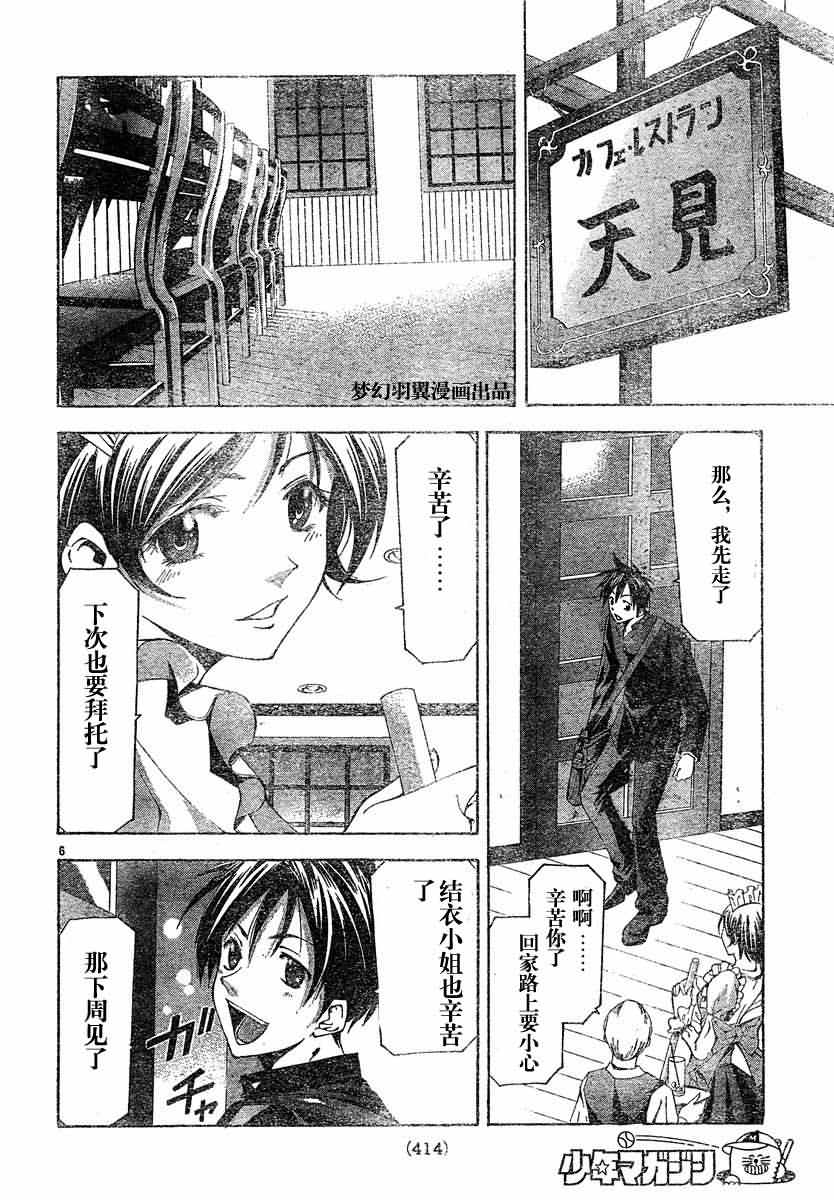 カフェ・レストラン
天見
梦幻羽翼漫画出品
那么，我先走了
啊啊……
辛苦你了
回家路上要小心
辛苦了……
下次也要拜托了
6
结衣小姐也辛苦
了
那下周见了
ガ
チャ
(414)
少年マガジン